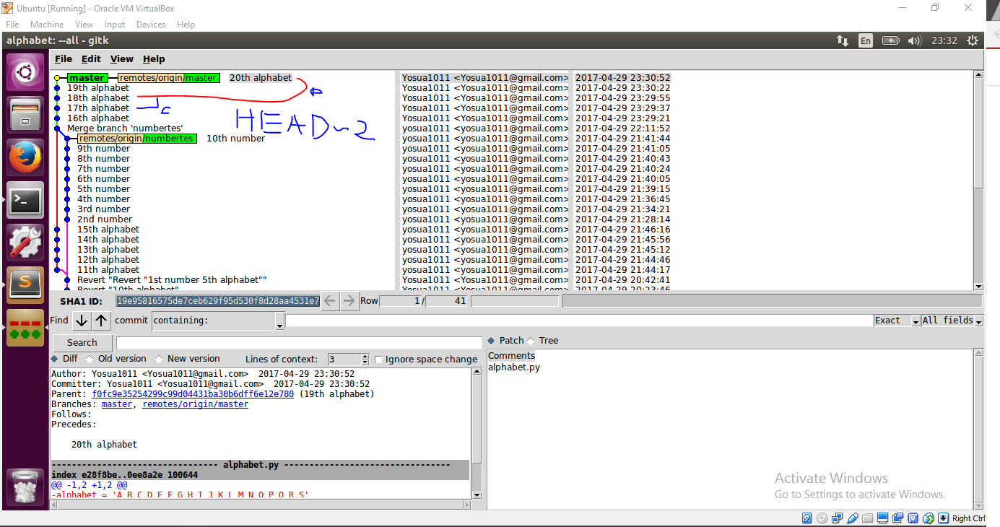 Ubuntu [Running] - Oracle VM VirtualBox
File Machine View Input Devices Help
alphabet: --all - gitk En 23:32
File Edit View Help
master remotes/origin/master 20th alphabet Yosua1011 <Yosua1011@gmail.com> 2017-04-29 23:30:52
19th alphabet Yosua1011 <Yosua1011@gmail.com> 2017-04-29 23:30:22
18th alphabet Yosua1011 <Yosua1011@gmail.com> 2017-04-29 23:29:55
17th alphabet Yosua1011 <Yosua1011@gmail.com> 2017-04-29 23:29:37
16th alphabet Yosua1011 <Yosua1011@gmail.com> 2017-04-29 23:29:21
HEAD~2
Merge branch 'numbertes' yosua1011 <yosua1011@gmail.com> 2017-04-29 22:11:52
remotes/origin/numbertes 10th number yosua1011 <yosua1011@gmail.com> 2017-04-29 21:41:44
9th number yosua1011 <yosua1011@gmail.com> 2017-04-29 21:41:05
8th number yosua1011 <yosua1011@gmail.com> 2017-04-29 21:40:43
7th number yosua1011 <yosua1011@gmail.com> 2017-04-29 21:40:24
6th number yosua1011 <yosua1011@gmail.com> 2017-04-29 21:40:05
5th number yosua1011 <yosua1011@gmail.com> 2017-04-29 21:39:15
4th number yosua1011 <yosua1011@gmail.com> 2017-04-29 21:36:45
3rd number yosua1011 <yosua1011@gmail.com> 2017-04-29 21:34:21
2nd number yosua1011 <yosua1011@gmail.com> 2017-04-29 21:28:14
15th alphabet yosua1011 <yosua1011@gmail.com> 2017-04-29 21:46:16
14th alphabet yosua1011 <yosua1011@gmail.com> 2017-04-29 21:45:56
13th alphabet yosua1011 <yosua1011@gmail.com> 2017-04-29 21:45:12
12th alphabet yosua1011 <yosua1011@gmail.com> 2017-04-29 21:44:46
11th alphabet yosua1011 <yosua1011@gmail.com> 2017-04-29 21:44:17
Revert "Revert "1st number 5th alphabet"" Yosua1011 <Yosua1011@gmail.com> 2017-04-29 20:42:41
Revert "10th alphabet" Yosua1011 <Yosua1011@gmail.com> 2017-04-29 20:23:46
SHA1 ID: 19e95816575de7ceb629f95d530f8d28aa4531e7 Row 1 / 41
Find commit containing: Exact All fields
Search
Patch Tree
Diff Old version New version Lines of context: 3 Ignore space change
Comments
alphabet.py
Author: Yosua1011 <Yosua1011@gmail.com> 2017-04-29 23:30:52
Committer: Yosua1011 <Yosua1011@gmail.com> 2017-04-29 23:30:52
Parent: f0fc9e35254299c99d04431ba30b6dff6e12e780 (19th alphabet)
Branches: master, remotes/origin/master
Follows:
Precedes:
20th alphabet
--------------------------------- alphabet.py ---------------------------------
index e28f8be..0ee8a2e 100644
@@ -1,2 +1,2 @@
-alphabet = 'A B C D E F G H I J K L M N O P Q R S'
Activate Windows
Go to Settings to activate Windows.
Right Ctrl